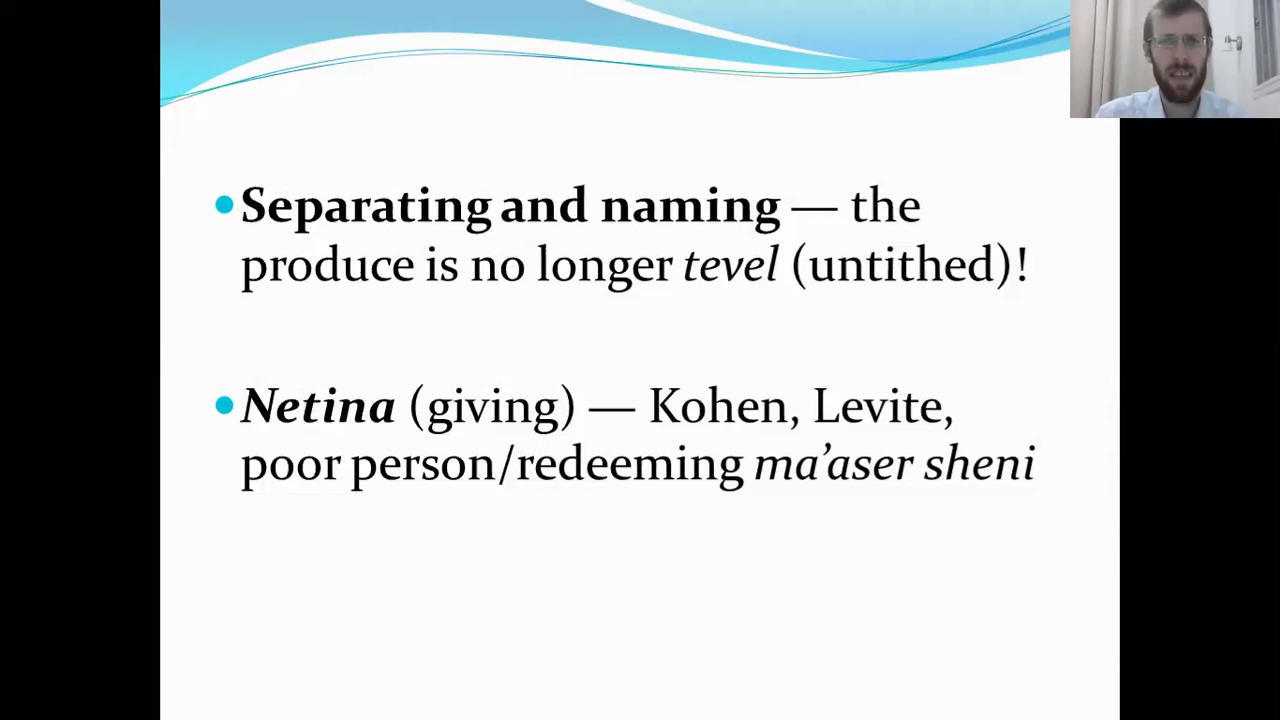 Separating and naming — the
produce is no longer tevel (untithed)!
Netina (giving) — Kohen, Levite,
poor person/redeeming ma’aser sheni